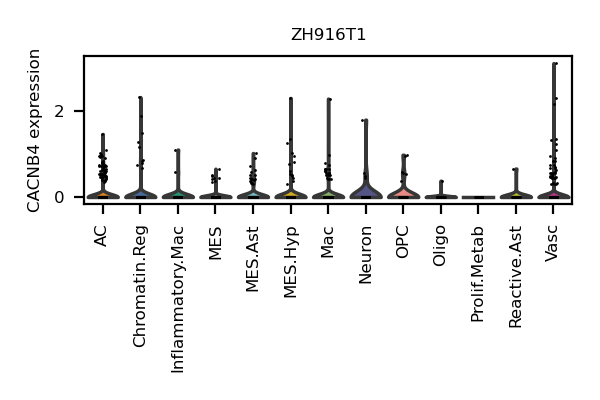 ZH916T1
CACNB4 expression
2
0
AC
Chromatin.Reg
Inflammatory.Mac
MES
MES.Ast
MES.Hyp
Mac
Neuron
OPC
Oligo
Prolif.Metab
Reactive.Ast
Vasc